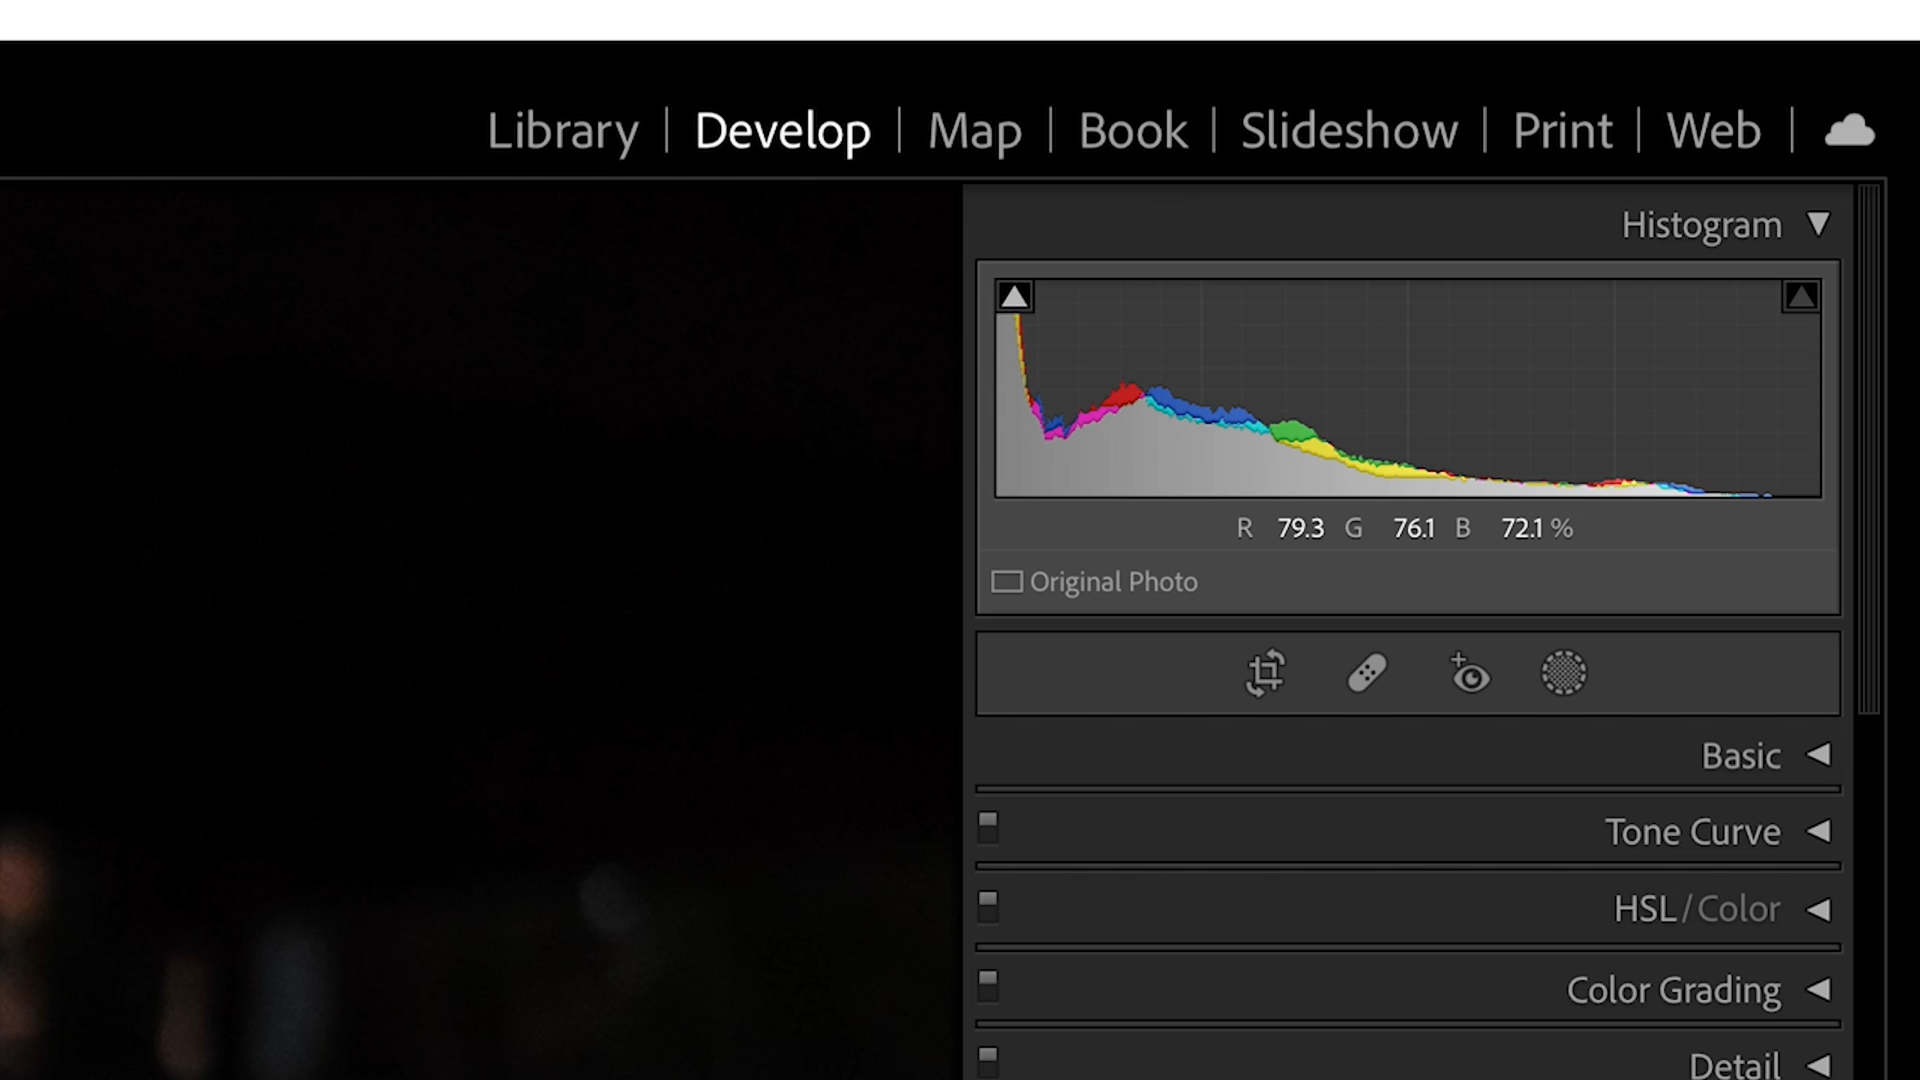 Library | Develop | Map | Book | Slideshow | Print | Web |
Histogram
R 79.3 G 76.1 B 72.1 %
Original Photo
Basic
Tone Curve
HSL / Color
Color Grading
Detail